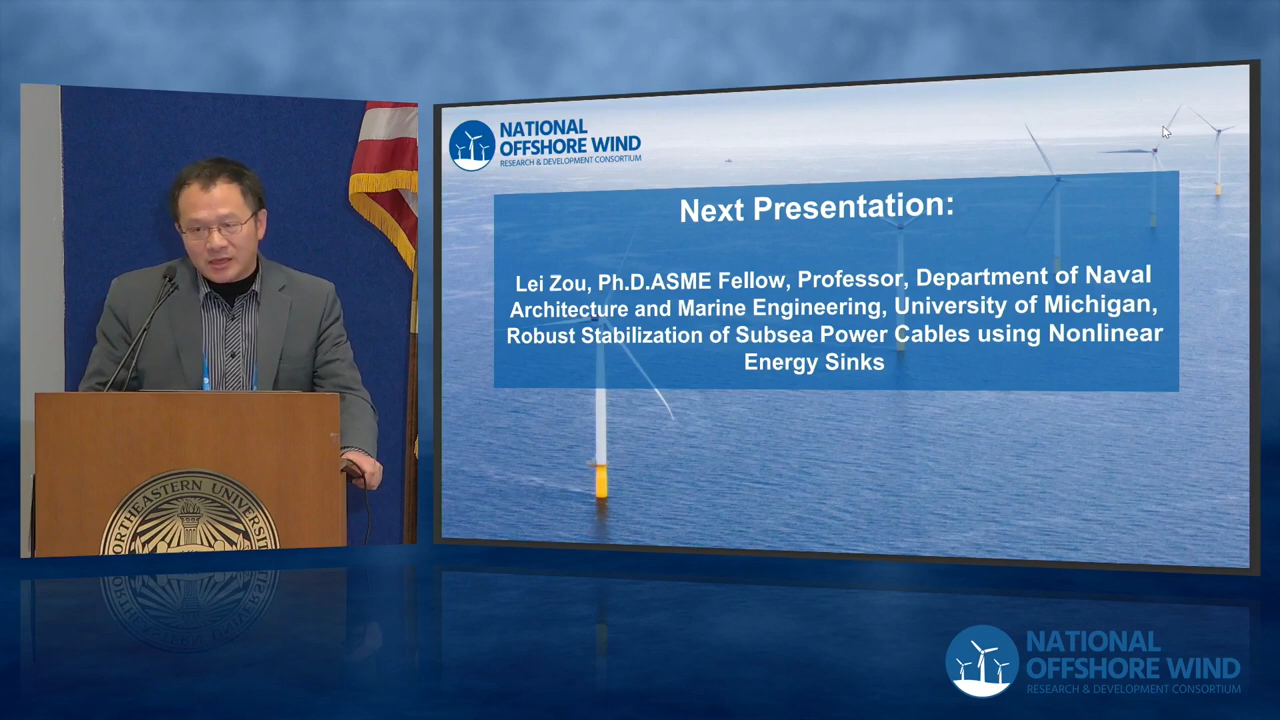 NATIONAL
OFFSHORE WIND
RESEARCH & DEVELOPMENT CONSORTIUM
Next Presentation:
Lei Zou, Ph.D.ASME Fellow, Professor, Department of Naval
Architecture and Marine Engineering, University of Michigan,
Robust Stabilization of Subsea Power Cables using Nonlinear
Energy Sinks
NORTHEASTERN UNIVERSITY
NATIONAL
OFFSHORE WIND
RESEARCH & DEVELOPMENT CONSORTIUM